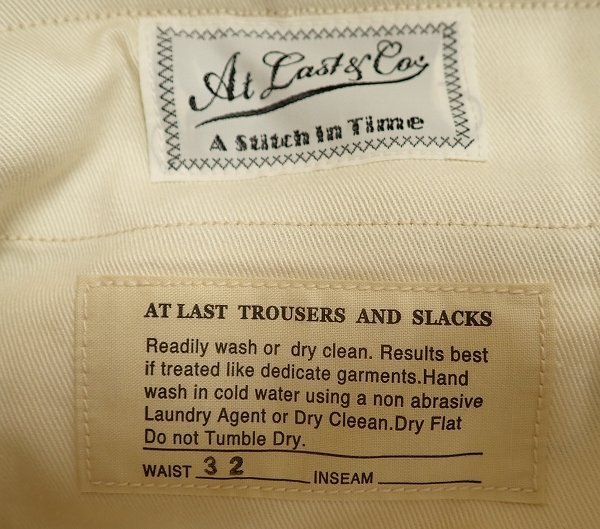 At Last & Co
A Stitch In Time
AT LAST TROUSERS AND SLACKS
Readily wash or dry clean. Results best
if treated like dedicate garments.Hand
wash in cold water using a non abrasive
Laundry Agent or Dry Cleean.Dry Flat
Do not Tumble Dry.
WAIST 32 INSEAM